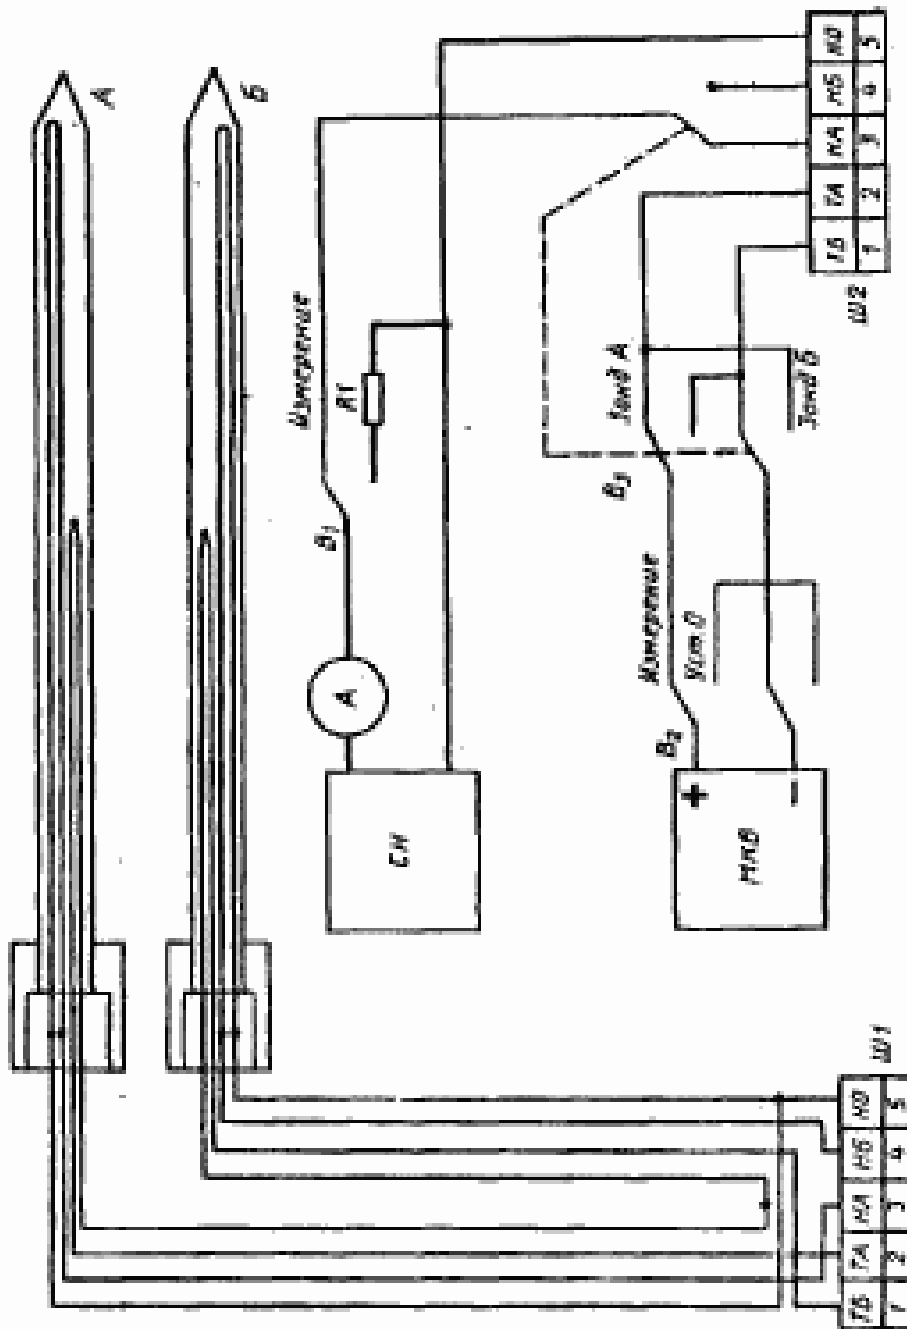 А
Б
Измерение
R1
В1
А
СН
Измерение
Уст.0
В2
Зонд А
Зонд Б
В3
МКВ
+
−
НО НБ НА ТА ТБ
5 4 3 2 1
Ш2
НО НБ НА ТА ТБ
5 4 3 2 1
Ш1